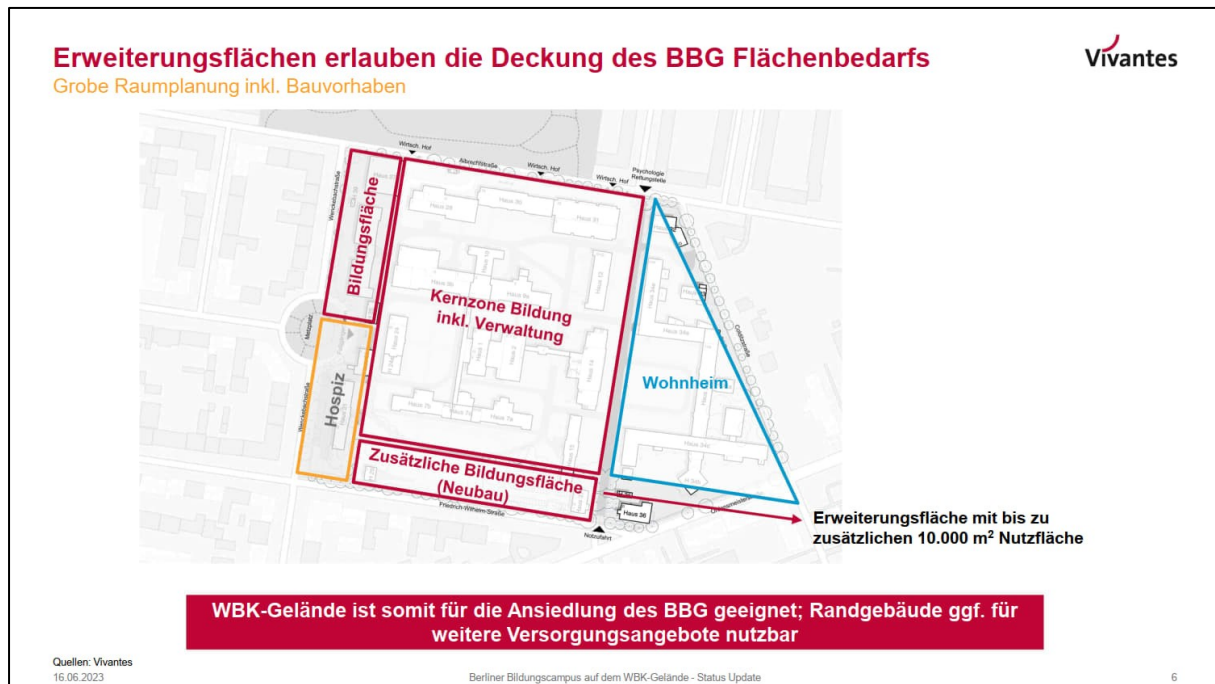 Erweiterungsflächen erlauben die Deckung des BBG Flächenbedarfs
Vivantes
Grobe Raumplanung inkl. Bauvorhaben
Wirtsch. Hof
Wirtsch. Hof
Wirtsch. Hof
Psychologie
Rettungsstelle
Wenckebachstraße
Bildungsfläche
Kernzone Bildung
inkl. Verwaltung
Wohnheim
Hospiz
Wenckebachstraße
Zusätzliche Bildungsfläche
(Neubau)
Friedrich-Wilhelm-Straße
Haus 38
Erweiterungsfläche mit bis zu
zusätzlichen 10.000 m² Nutzfläche
WBK-Gelände ist somit für die Ansiedlung des BBG geeignet; Randgebäude ggf. für
weitere Versorgungsangebote nutzbar
Quellen: Vivantes
16.06.2023
Berliner Bildungscampus auf dem WBK-Gelände - Status Update
6